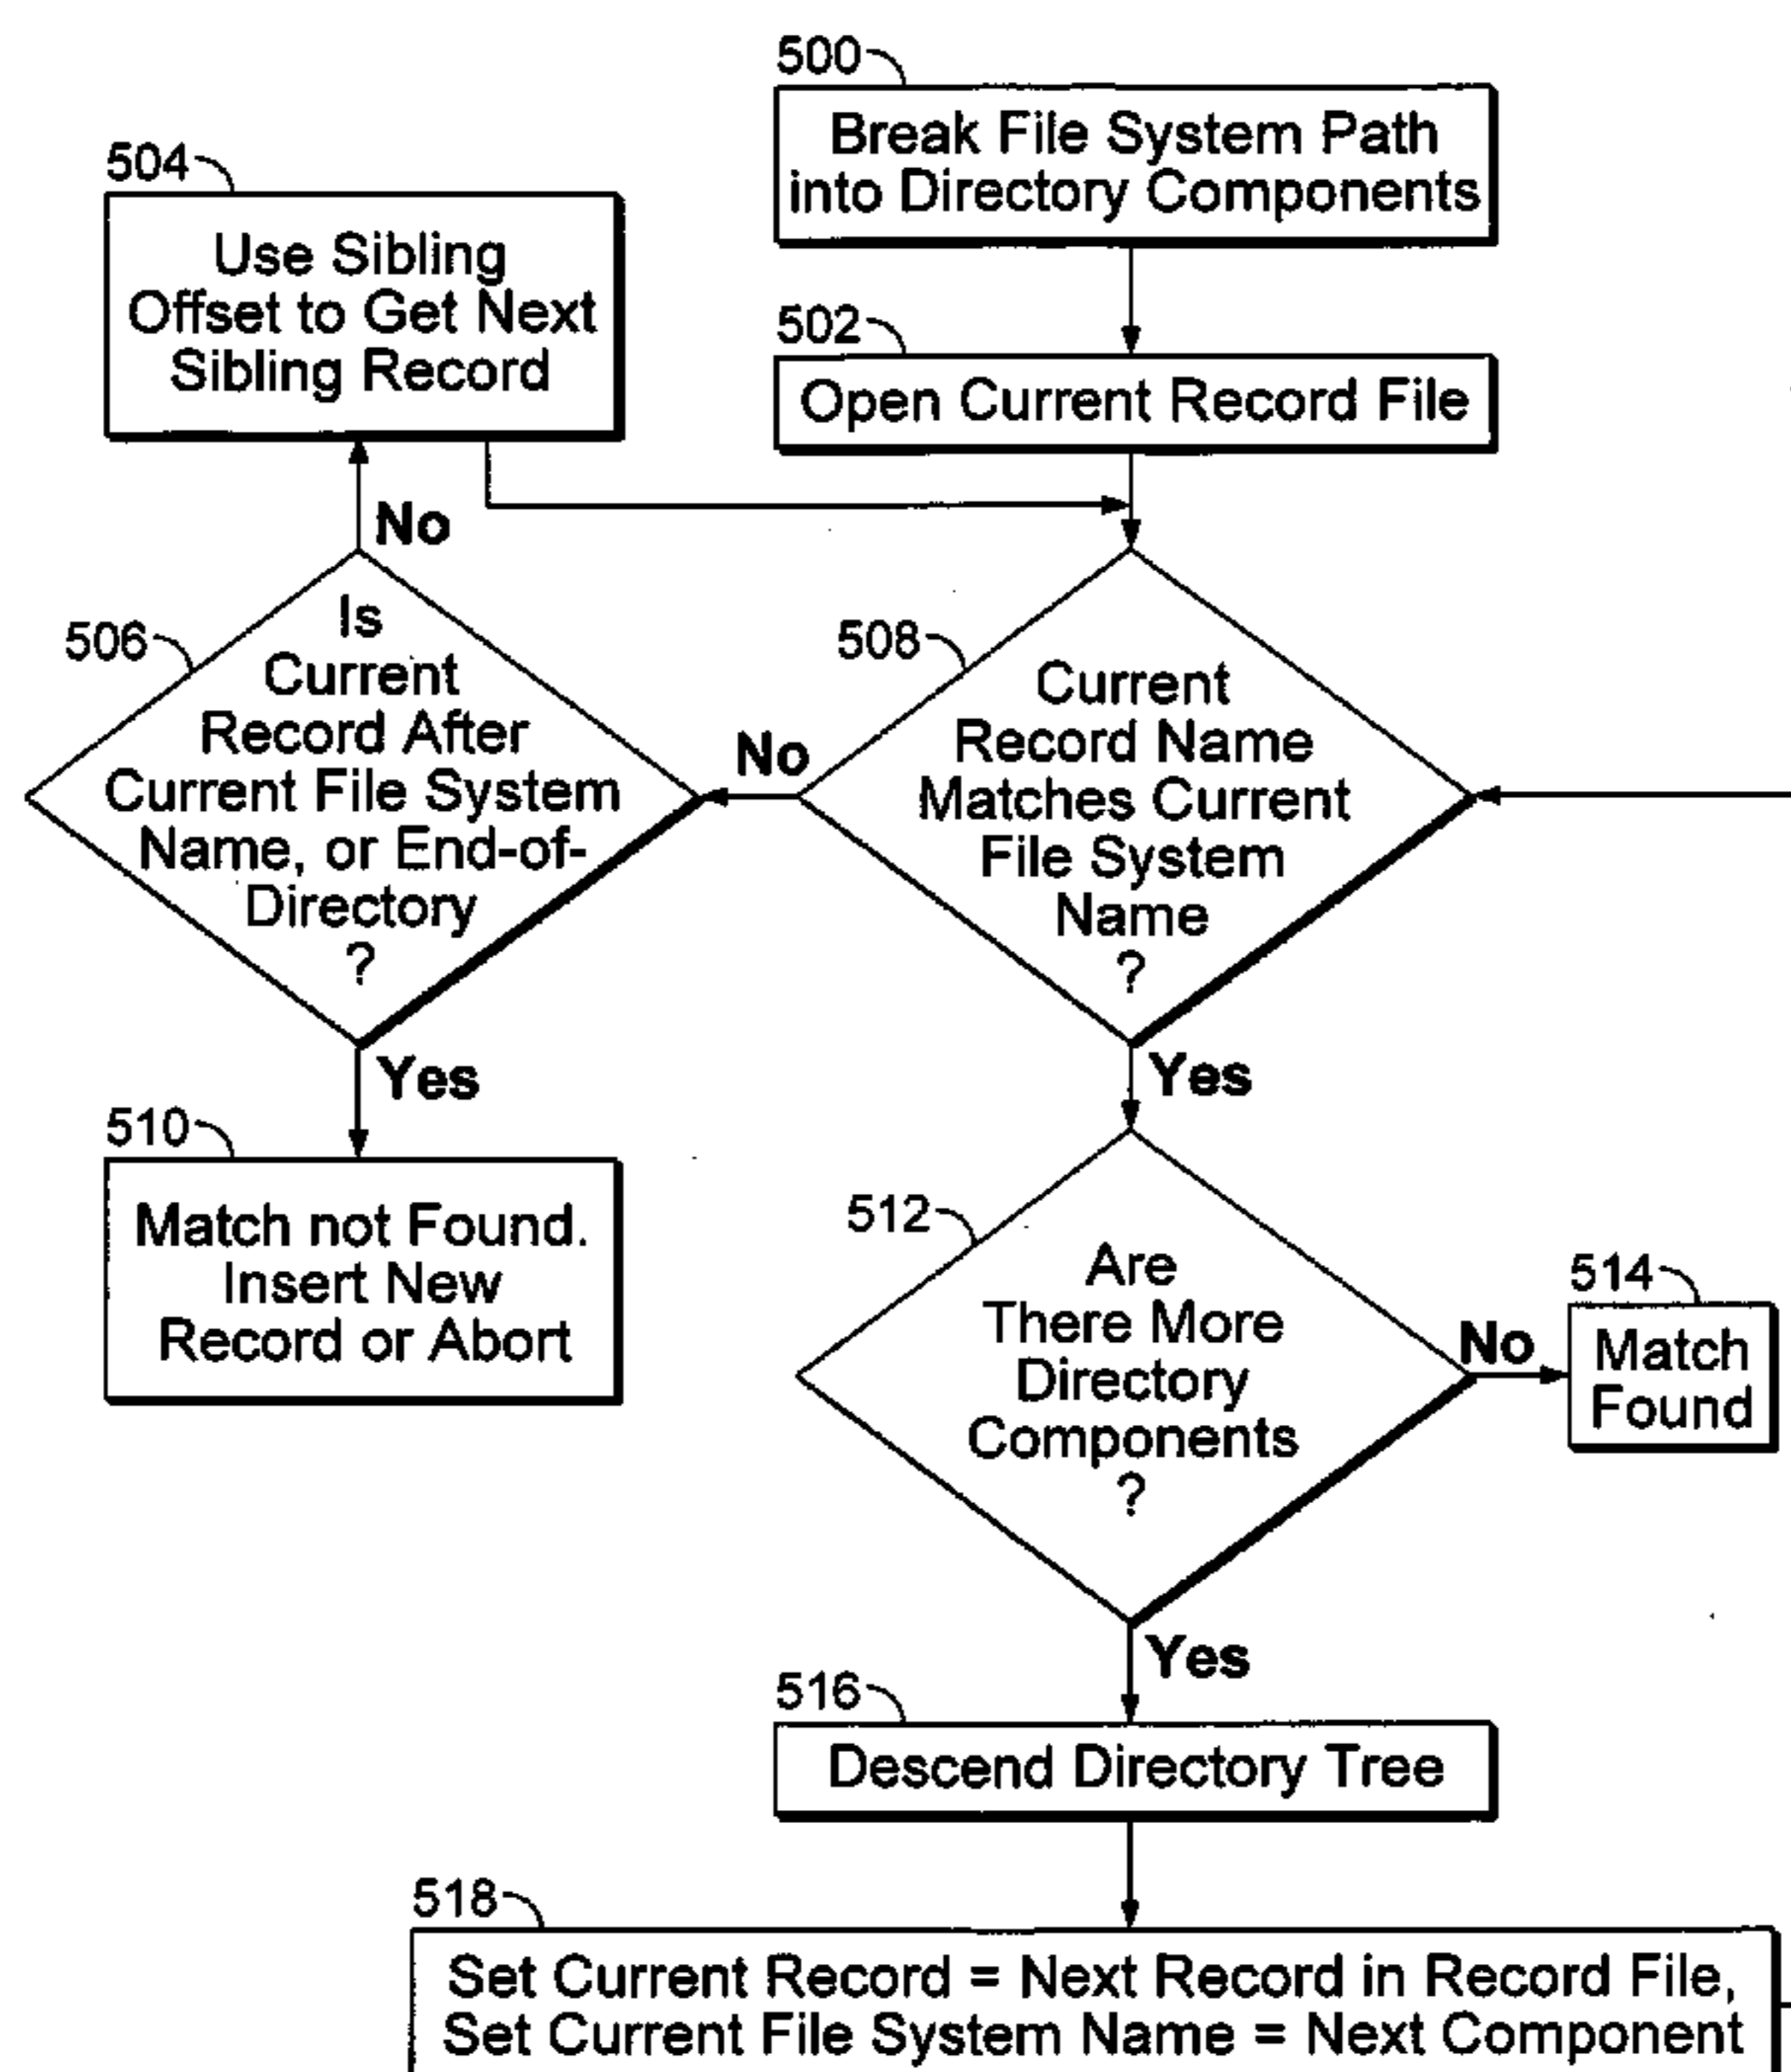 500
Break File System Path
into Directory Components
504
Use Sibling
Offset to Get Next
Sibling Record
502
Open Current Record File
No
506
Is
Current
Record After
Current File System
Name, or End-of-
Directory
?
No
508
Current
Record Name
Matches Current
File System
Name
?
Yes
510
Match not Found.
Insert New
Record or Abort
Yes
512
Are
There More
Directory
Components
?
No
514
Match
Found
Yes
516
Descend Directory Tree
518
Set Current Record = Next Record in Record File,
Set Current File System Name = Next Component